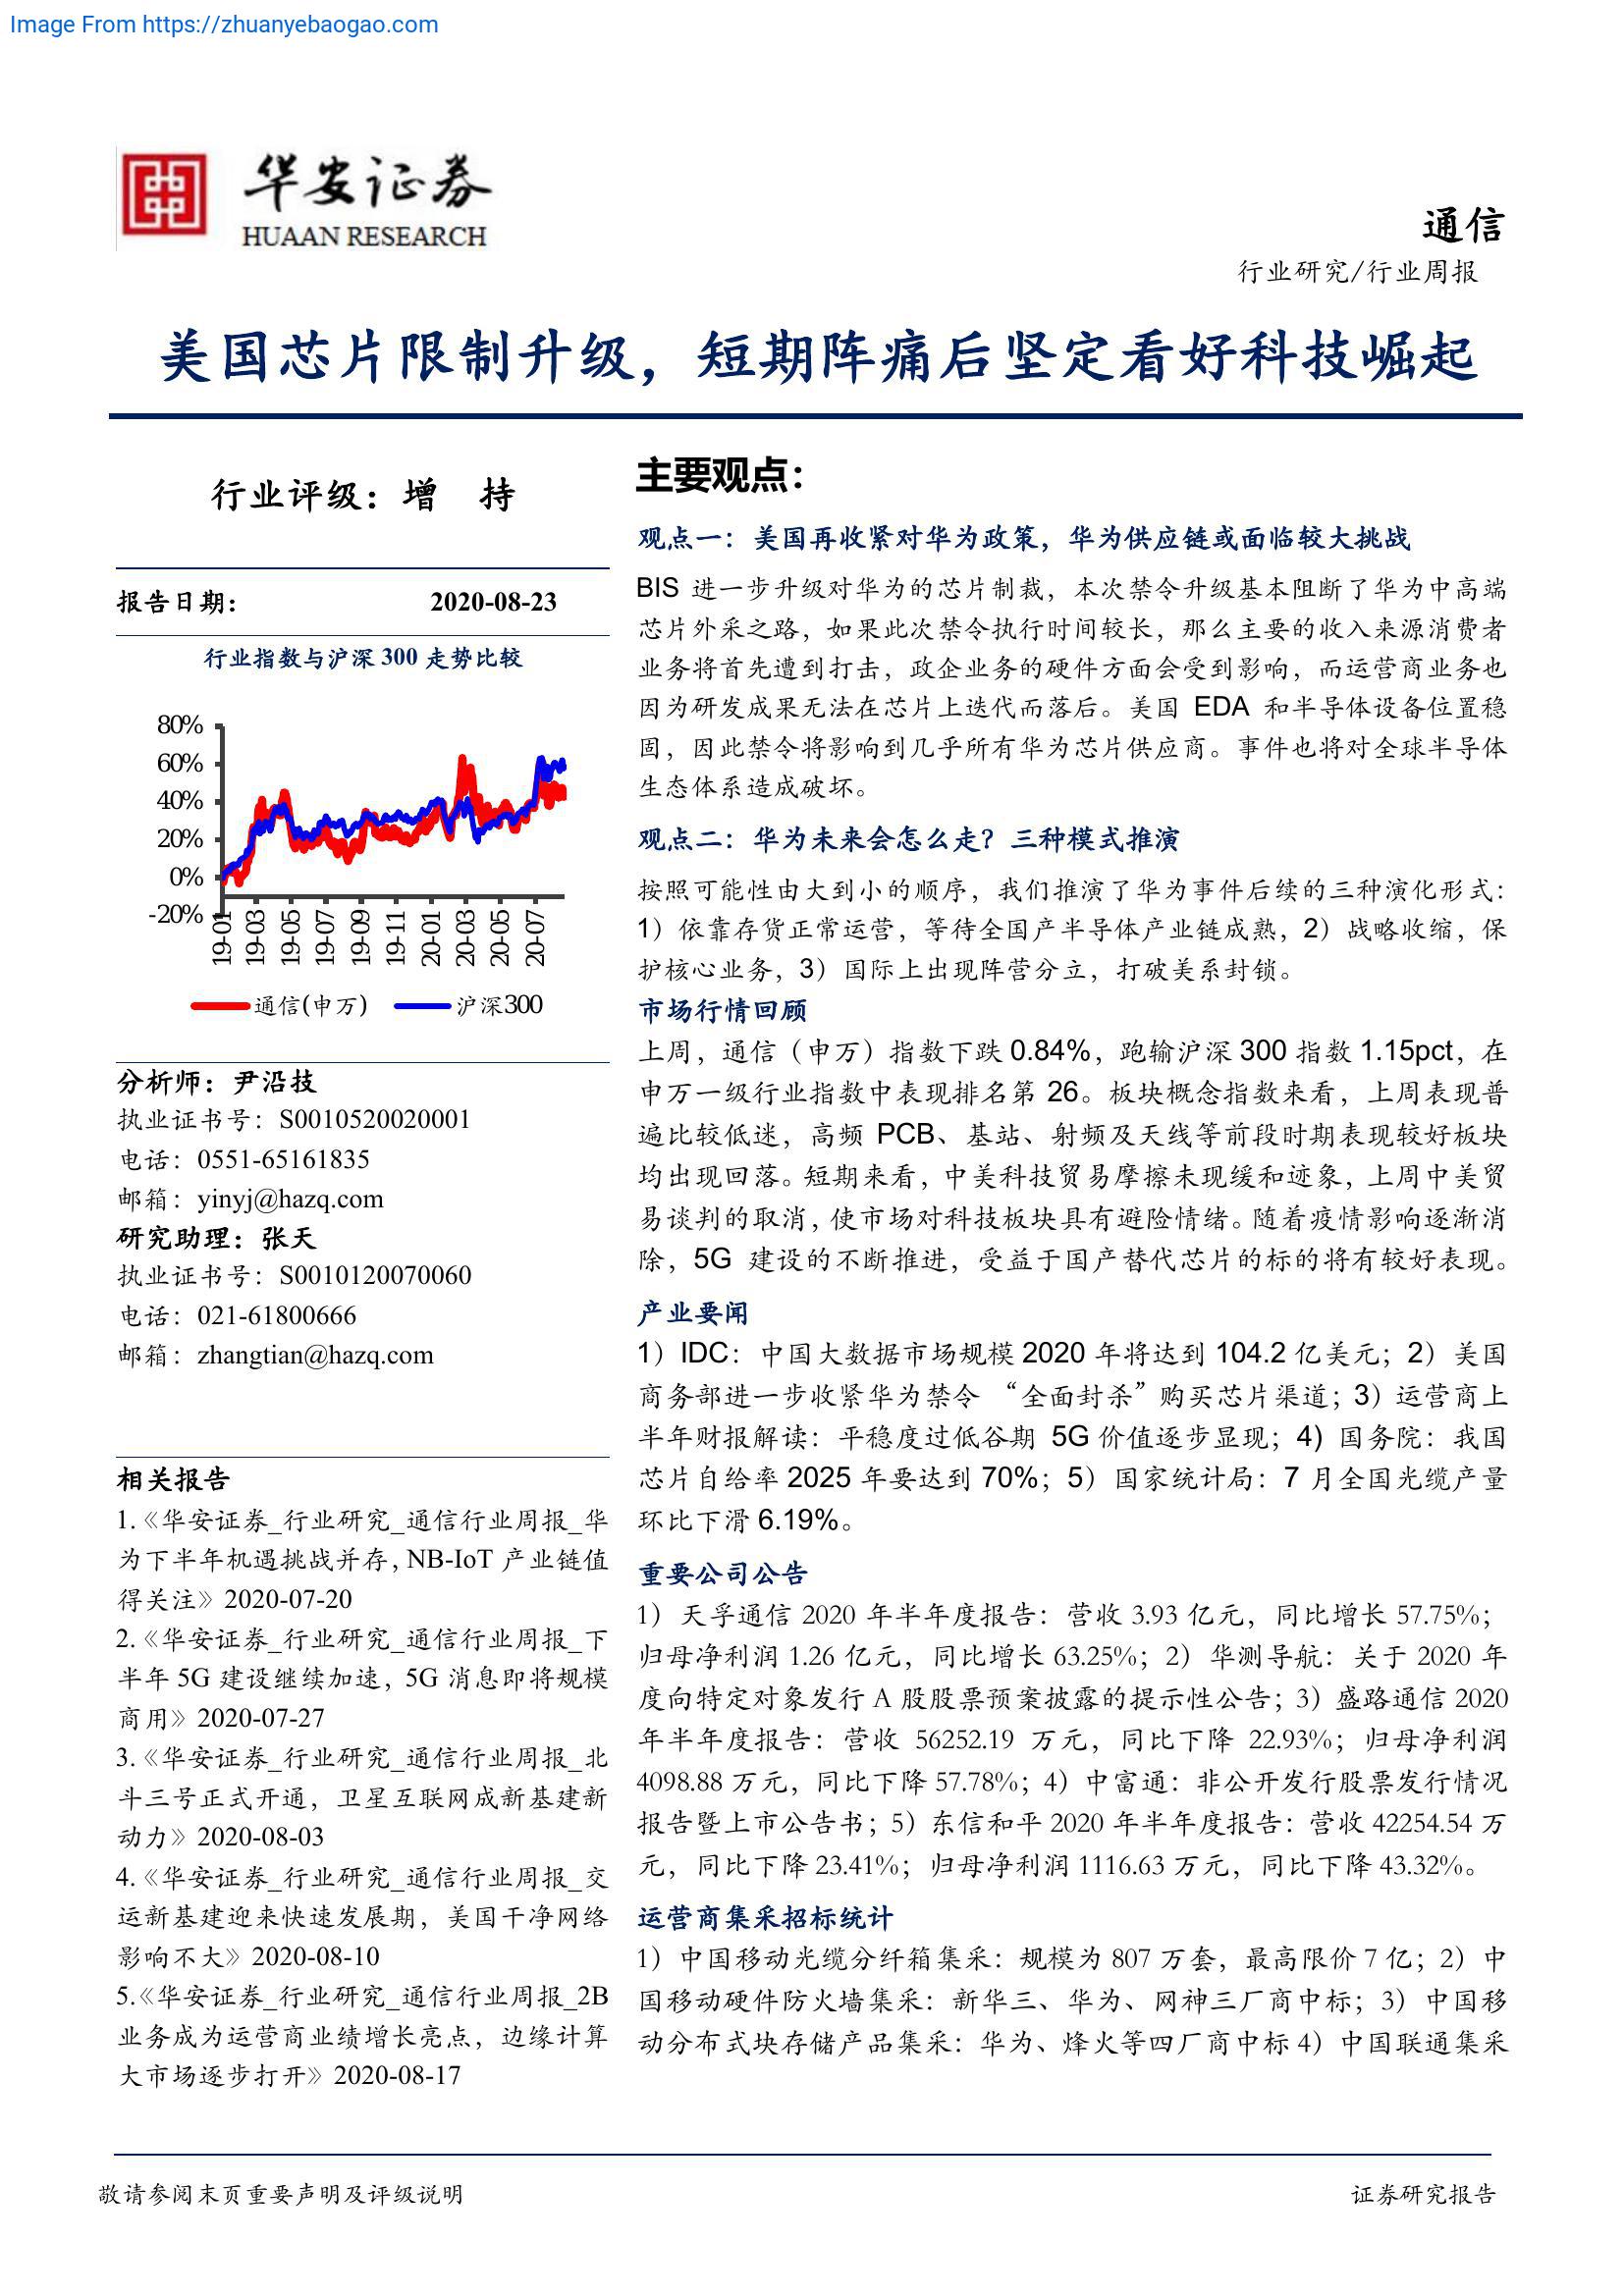 Image From https://zhuanyebaogao.com
华安证券
HUAAN RESEARCH
通信
行业研究/行业周报
美国芯片限制升级，短期阵痛后坚定看好科技崛起
行业评级：增 持
报告日期： 2020-08-23
行业指数与沪深 300 走势比较
80%
60%
40%
20%
0%
-20%
19-01
19-03
19-05
19-07
19-09
19-11
20-01
20-03
20-05
20-07
通信(申万) 沪深300
分析师：尹沿技
执业证书号：S0010520020001
电话：0551-65161835
邮箱：yinyj@hazq.com
研究助理：张天
执业证书号：S0010120070060
电话：021-61800666
邮箱：zhangtian@hazq.com
相关报告
1.《华安证券_行业研究_通信行业周报_华
为下半年机遇挑战并存，NB-IoT 产业链值
得关注》2020-07-20
2.《华安证券_行业研究_通信行业周报_下
半年 5G 建设继续加速，5G 消息即将规模
商用》2020-07-27
3.《华安证券_行业研究_通信行业周报_北
斗三号正式开通，卫星互联网成新基建新
动力》2020-08-03
4.《华安证券_行业研究_通信行业周报_交
运新基建迎来快速发展期，美国干净网络
影响不大》2020-08-10
5.《华安证券_行业研究_通信行业周报_2B
业务成为运营商业绩增长亮点，边缘计算
大市场逐步打开》2020-08-17
主要观点：
观点一：美国再收紧对华为政策，华为供应链或面临较大挑战
BIS 进一步升级对华为的芯片制裁，本次禁令升级基本阻断了华为中高端
芯片外采之路，如果此次禁令执行时间较长，那么主要的收入来源消费者
业务将首先遭到打击，政企业务的硬件方面会受到影响，而运营商业务也
因为研发成果无法在芯片上迭代而落后。美国 EDA 和半导体设备位置稳
固，因此禁令将影响到几乎所有华为芯片供应商。事件也将对全球半导体
生态体系造成破坏。
观点二：华为未来会怎么走？三种模式推演
按照可能性由大到小的顺序，我们推演了华为事件后续的三种演化形式：
1）依靠存货正常运营，等待全国产半导体产业链成熟，2）战略收缩，保
护核心业务，3）国际上出现阵营分立，打破美系封锁。
市场行情回顾
上周，通信（申万）指数下跌 0.84%，跑输沪深 300 指数 1.15pct，在
申万一级行业指数中表现排名第 26。板块概念指数来看，上周表现普
遍比较低迷，高频 PCB、基站、射频及天线等前段时期表现较好板块
均出现回落。短期来看，中美科技贸易摩擦未现缓和迹象，上周中美贸
易谈判的取消，使市场对科技板块具有避险情绪。随着疫情影响逐渐消
除，5G 建设的不断推进，受益于国产替代芯片的标的将有较好表现。
产业要闻
1）IDC：中国大数据市场规模 2020 年将达到 104.2 亿美元；2）美国
商务部进一步收紧华为禁令 “全面封杀”购买芯片渠道；3）运营商上
半年财报解读：平稳度过低谷期 5G 价值逐步显现；4）国务院：我国
芯片自给率 2025 年要达到 70%；5）国家统计局：7 月全国光缆产量
环比下滑 6.19%。
重要公司公告
1）天孚通信 2020 年半年度报告：营收 3.93 亿元，同比增长 57.75%；
归母净利润 1.26 亿元，同比增长 63.25%；2）华测导航：关于 2020 年
度向特定对象发行 A 股股票预案披露的提示性公告；3）盛路通信 2020
年半年度报告：营收 56252.19 万元，同比下降 22.93%；归母净利润
4098.88 万元，同比下降 57.78%；4）中富通：非公开发行股票发行情况
报告暨上市公告书；5）东信和平 2020 年半年度报告：营收 42254.54 万
元，同比下降 23.41%；归母净利润 1116.63 万元，同比下降 43.32%。
运营商集采招标统计
1）中国移动光缆分纤箱集采：规模为 807 万套，最高限价 7 亿；2）中
国移动硬件防火墙集采：新华三、华为、网神三厂商中标；3）中国移
动分布式块存储产品集采：华为、烽火等四厂商中标 4）中国联通集采
敬请参阅末页重要声明及评级说明
证券研究报告